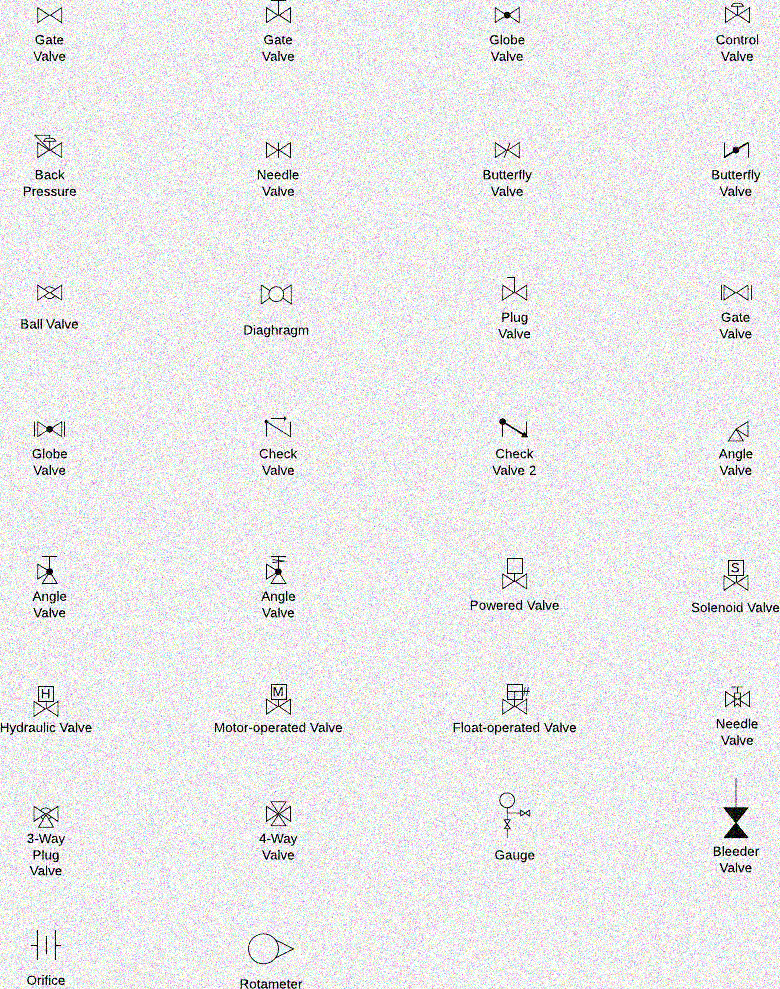 Gate
Valve
Gate
Valve
Globe
Valve
Control
Valve
Back
Pressure
Needle
Valve
Butterfly
Valve
Butterfly
Valve
Ball Valve
Diaghragm
Plug
Valve
Gate
Valve
Globe
Valve
Check
Valve
Check
Valve 2
Angle
Valve
Angle
Valve
Angle
Valve
Powered Valve
S
Solenoid Valve
H
Hydraulic Valve
M
Motor-operated Valve
#
Float-operated Valve
Needle
Valve
3-Way
Plug
Valve
4-Way
Valve
Gauge
Bleeder
Valve
Orifice
Rotameter